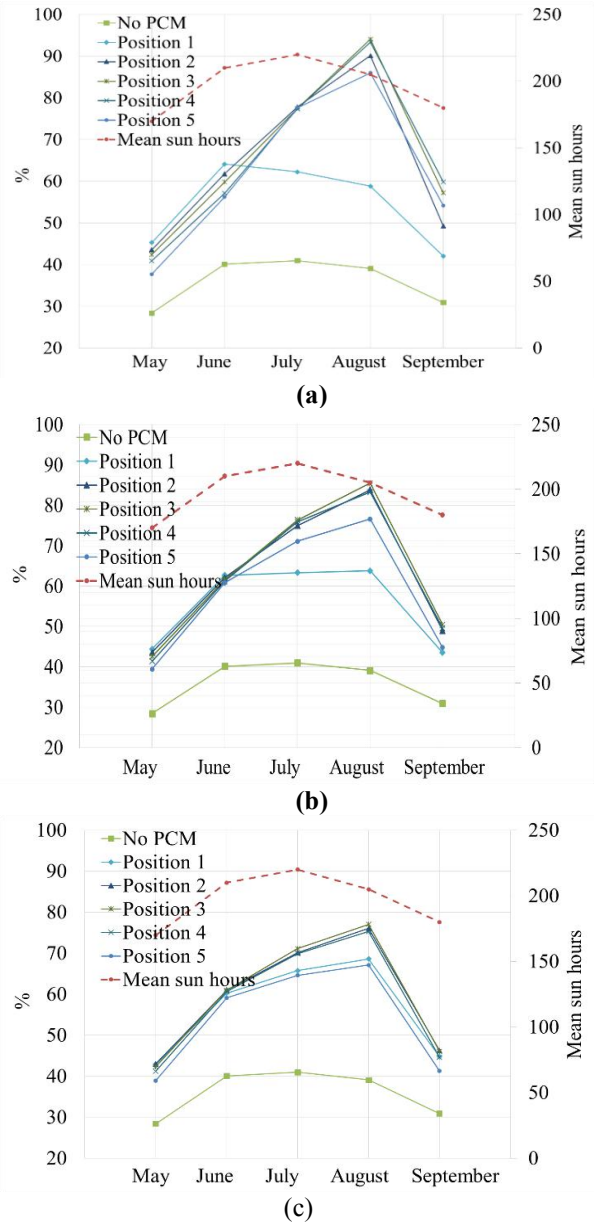 100
90
80
70
60
50
40
30
20
%
No PCM
Position 1
Position 2
Position 3
Position 4
Position 5
Mean sun hours
250
200
150
100
50
0
Mean sun hours
May June July August September
(a)
100
90
80
70
60
50
40
30
20
%
No PCM
Position 1
Position 2
Position 3
Position 4
Position 5
Mean sun hours
250
200
150
100
50
0
Mean sun hours
May June July August September
(b)
100
90
80
70
60
50
40
30
20
%
No PCM
Position 1
Position 2
Position 3
Position 4
Position 5
Mean sun hours
250
200
150
100
50
0
Mean sun hours
May June July August September
(c)